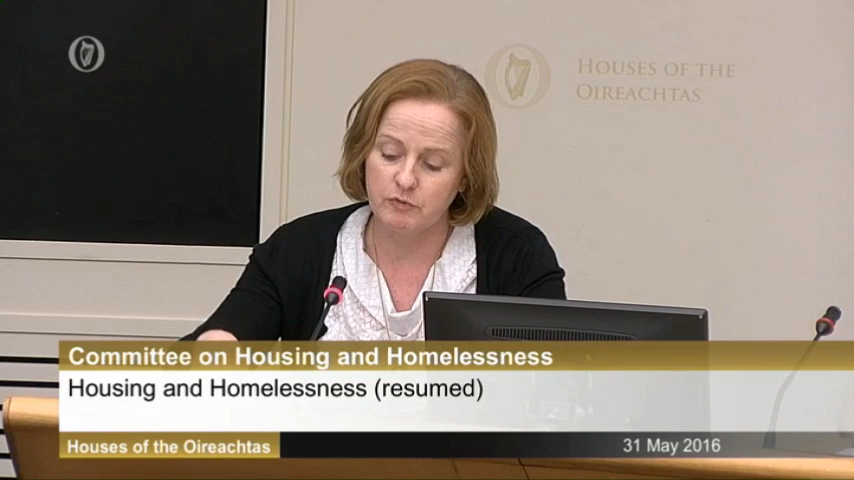 HOUSES OF THE
OIREACHTAS
Committee on Housing and Homelessness
Housing and Homelessness (resumed)
Houses of the Oireachtas
31 May 2016